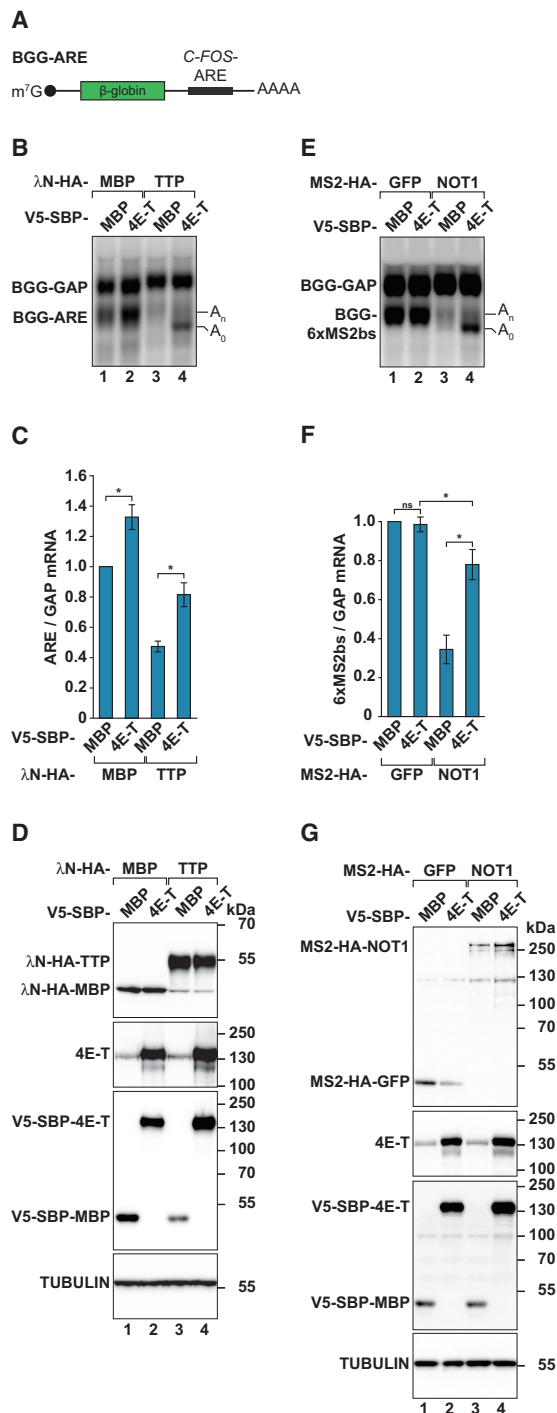 A
BGG-ARE
C-FOS-
ARE
m⁷G
β-globin
AAAA
B
λN-HA- MBP TTP
V5-SBP- MBP 4E-T MBP 4E-T
BGG-GAP
BGG-ARE
Aₙ
A₀
1 2 3 4
E
MS2-HA- GFP NOT1
V5-SBP- MBP 4E-T MBP 4E-T
BGG-GAP
BGG-
6xMS2bs
Aₙ
A₀
1 2 3 4
C
ARE / GAP mRNA
1.6
1.4
1.2
1.0
0.8
0.6
0.4
0.2
0
*
*
V5-SBP- MBP 4E-T MBP 4E-T
λN-HA- MBP TTP
F
6xMS2bs / GAP mRNA
1.0
0.8
0.6
0.4
0.2
0
ns
*
*
V5-SBP- MBP 4E-T MBP 4E-T
MS2-HA- GFP NOT1
D
λN-HA- MBP TTP
V5-SBP- MBP 4E-T MBP 4E-T kDa
70
λN-HA-TTP 55
λN-HA-MBP
250
4E-T 130
100
250
V5-SBP-4E-T 130
100
70
55
V5-SBP-MBP
TUBULIN 55
1 2 3 4
G
MS2-HA- GFP NOT1
V5-SBP- MBP 4E-T MBP 4E-T
kDa
MS2-HA-NOT1 250
130
100
70
55
MS2-HA-GFP
250
4E-T 130
100
250
V5-SBP-4E-T 130
100
70
55
V5-SBP-MBP
TUBULIN 55
1 2 3 4